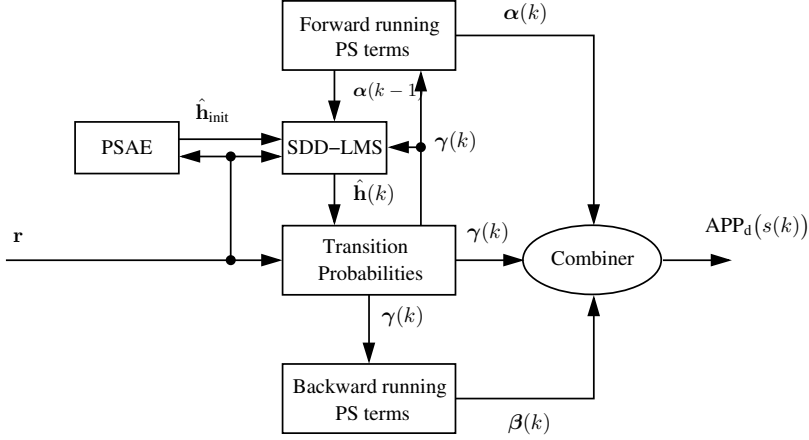 Forward running
PS terms
α(k)
α(k − 1)
ĥinit
PSAE
SDD−LMS
γ(k)
ĥ(k)
r
Transition
Probabilities
γ(k)
Combiner
APPd(s(k))
γ(k)
Backward running
PS terms
β(k)